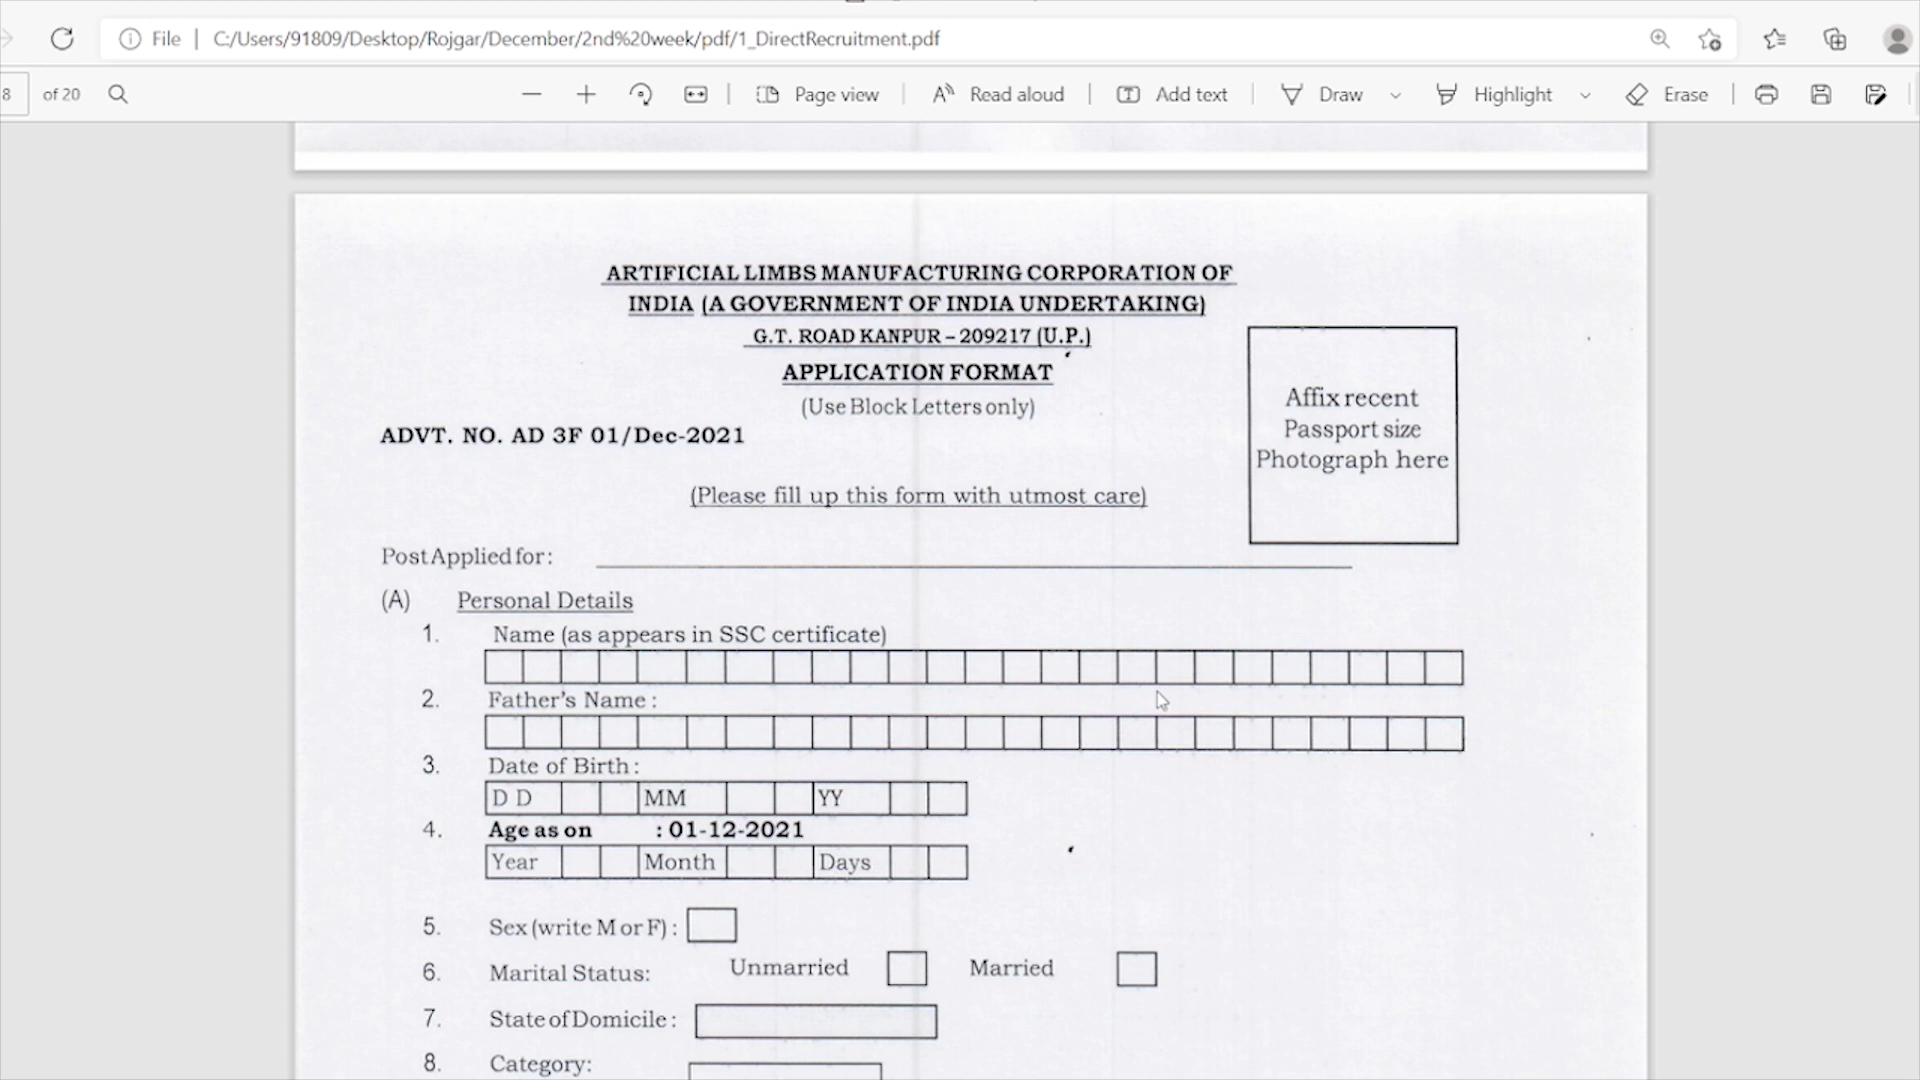 File | C:/Users/91809/Desktop/Rojgar/December/2nd%20week/pdf/1_DirectRecruitment.pdf
8 of 20 Page view Read aloud Add text Draw Highlight Erase
ARTIFICIAL LIMBS MANUFACTURING CORPORATION OF
INDIA (A GOVERNMENT OF INDIA UNDERTAKING)
G.T. ROAD KANPUR – 209217 (U.P.)
APPLICATION FORMAT
(Use Block Letters only)
ADVT. NO. AD 3F 01/Dec-2021
Affix recent
Passport size
Photograph here
(Please fill up this form with utmost care)
Post Applied for :
(A) Personal Details
1. Name (as appears in SSC certificate)
2. Father's Name :
3. Date of Birth :
D D MM YY
4. Age as on : 01-12-2021
Year Month Days
5. Sex (write M or F) :
6. Marital Status: Unmarried Married
7. State of Domicile :
8. Category: